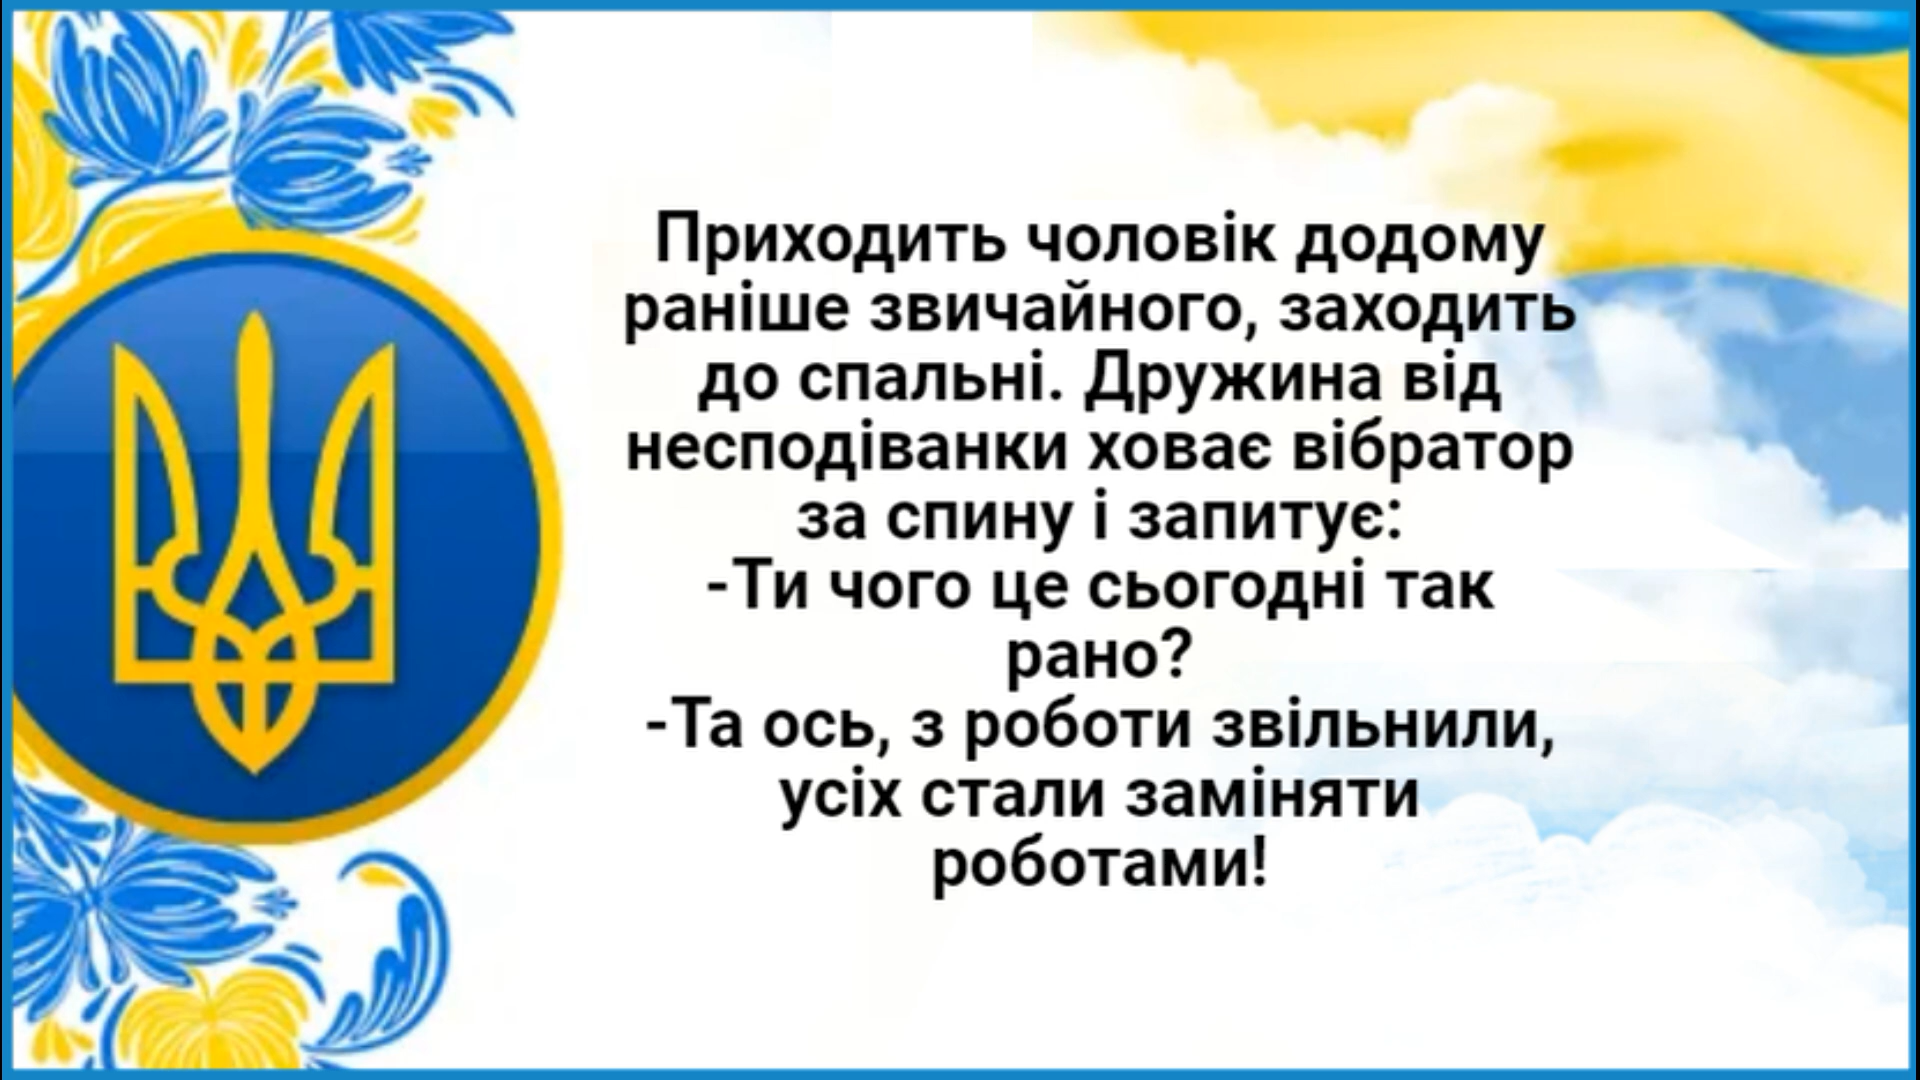 Приходить чоловік додому
раніше звичайного, заходить
до спальні. Дружина від
несподіванки ховає вібратор
за спину і запитує:
-Ти чого це сьогодні так
рано?
-Та ось, з роботи звільнили,
усіх стали заміняти
роботами!